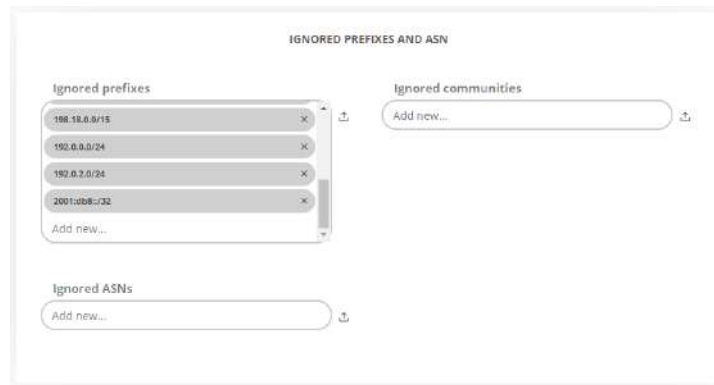 IGNORED PREFIXES AND ASN
Ignored prefixes
198.18.0.0/15
192.0.0.0/24
192.0.2.0/24
2001:db8::/32
Add new...
Ignored communities
Add new...
Ignored ASNs
Add new...